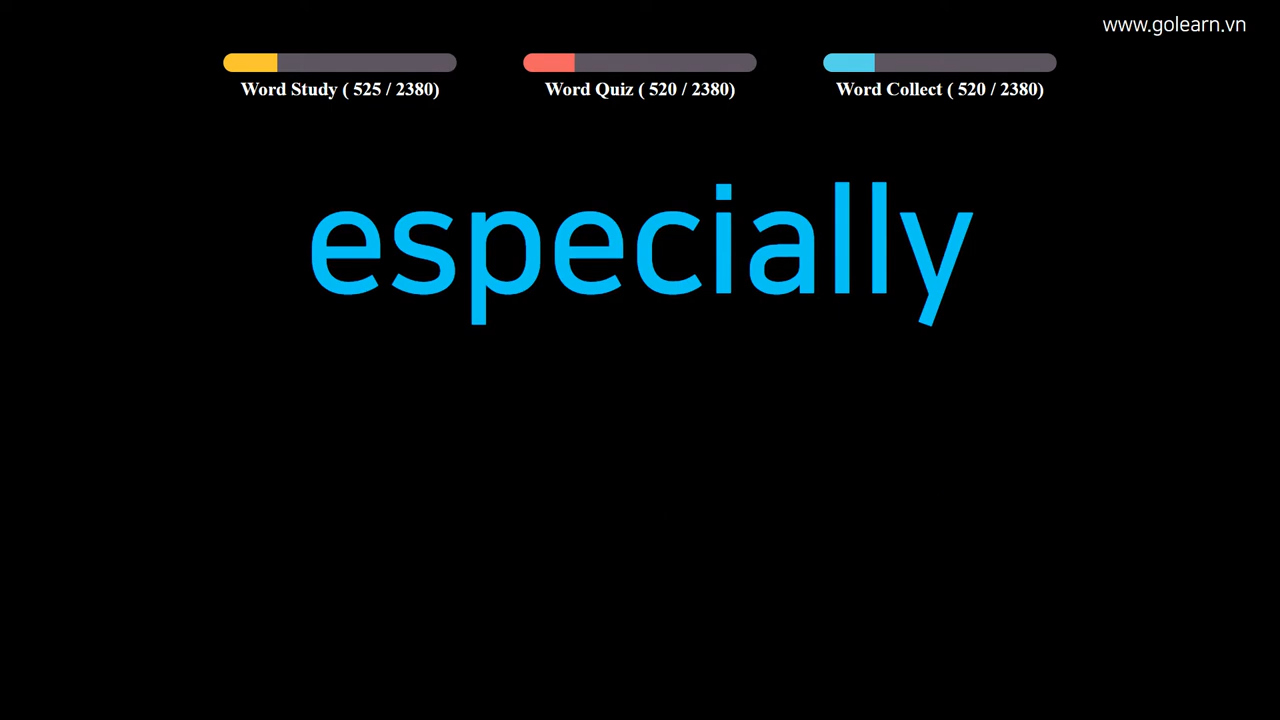 www.golearn.vn
Word Study ( 525 / 2380)
Word Quiz ( 520 / 2380)
Word Collect ( 520 / 2380)
especially